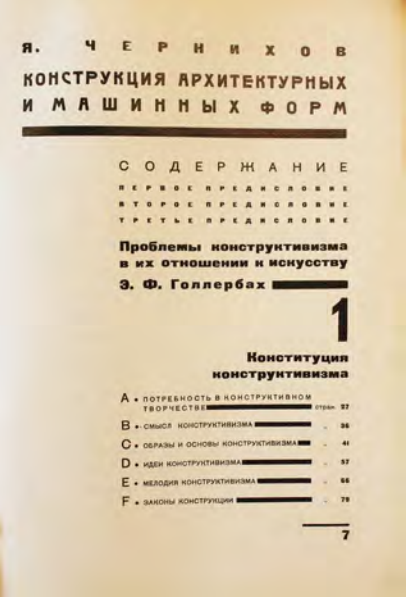 Я. ЧЕРНИХОВ
КОНСТРУКЦИЯ АРХИТЕКТУРНЫХ
И МАШИННЫХ ФОРМ
СОДЕРЖАНИЕ
ПЕРВОЕ ПРЕДИСЛОВИЕ
ВТОРОЕ ПРЕДИСЛОВИЕ
ТРЕТЬЕ ПРЕДИСЛОВИЕ
Проблемы конструктивизма
в их отношении к искусству
Э. Ф. Голлербах
1
Конституция
конструктивизма
A • ПОТРЕБНОСТЬ В КОНСТРУКТИВНОМ
ТВОРЧЕСТВЕ стран. 27
B • СМЫСЛ КОНСТРУКТИВИЗМА „ 36
C • ОБРАЗЫ И ОСНОВЫ КОНСТРУКТИВИЗМА „ 41
D • ИДЕИ КОНСТРУКТИВИЗМА „ 57
E • МЕЛОДИЯ КОНСТРУКТИВИЗМА „ 68
F • ЗАКОНЫ КОНСТРУКЦИИ „ 79
7